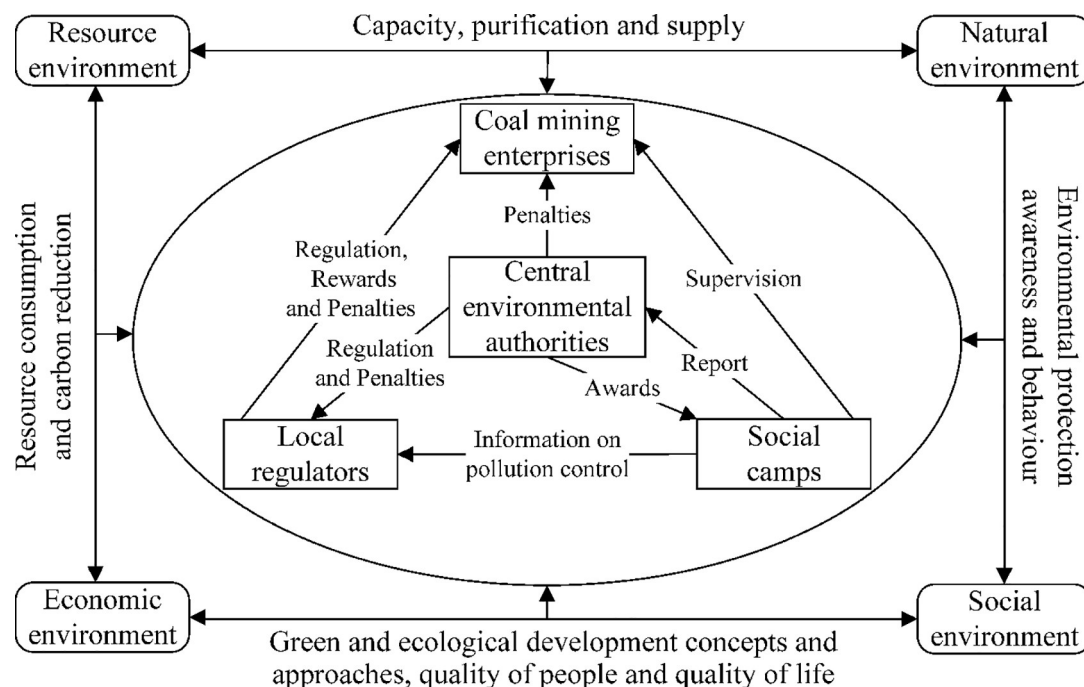 Resource
environment
Capacity, purification and supply
Natural
environment
Coal mining
enterprises
Penalties
Regulation,
Rewards
and Penalties
Central
environmental
authorities
Supervision
Regulation
and Penalties
Report
Awards
Local
regulators
Information on
pollution control
Social
camps
Resource consumption
and carbon reduction
Environmental protection
awareness and behaviour
Economic
environment
Social
environment
Green and ecological development concepts and
approaches, quality of people and quality of life